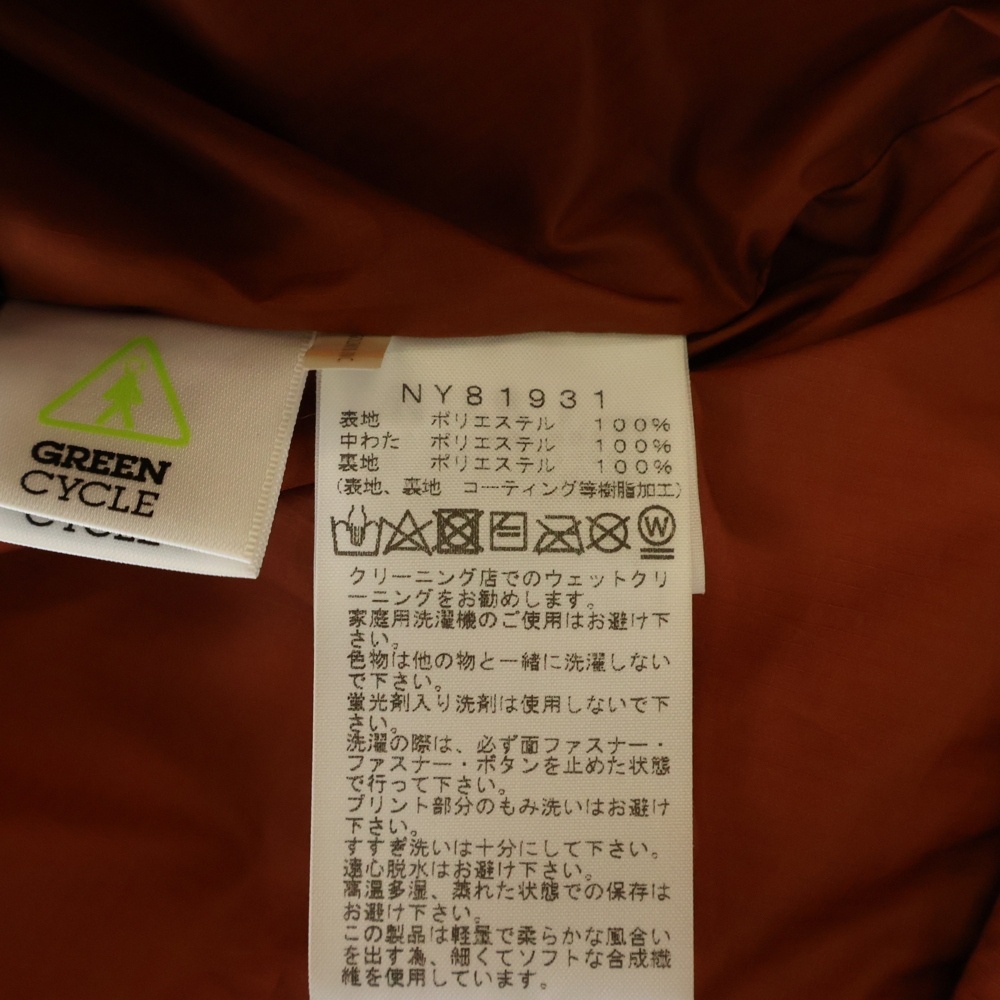 GREEN
CYCLE
NY81931
表地 ポリエステル 100%
中わた ポリエステル 100%
裏地 ポリエステル 100%
(表地、裏地 コーティング等樹脂加工)
W
クリーニング店でのウェットクリ
ーニングをお勧めします。
家庭用洗濯機のご使用はお避け下
さい。
色物は他の物と一緒に洗濯しない
で下さい。
蛍光剤入り洗剤は使用しないで下
さい。
洗濯の際は、必ず面ファスナー・
ファスナー・ボタンを止めた状態
で行って下さい。
プリント部分のもみ洗いはお避け
下さい。
すすぎ洗いは十分にして下さい。
遠心脱水はお避け下さい。
高温多湿、蒸れた状態での保存は
お避け下さい。
この製品は軽量で柔らかな風合い
を出す為、細くてソフトな合成繊
維を使用しています。